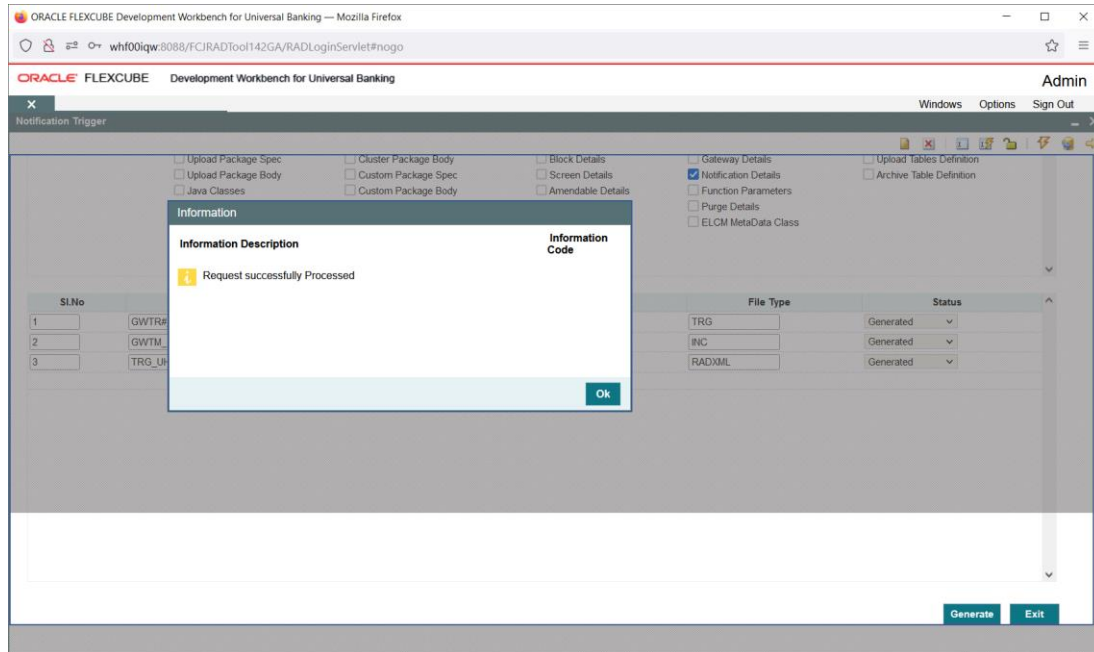 ORACLE FLEXCUBE Development Workbench for Universal Banking — Mozilla Firefox
whf00iqw:8088/FCJRADTool142GA/RADLoginServlet#nogo
ORACLE FLEXCUBE Development Workbench for Universal Banking Admin
Windows Options Sign Out
Notification Trigger
Upload Package Spec Cluster Package Body Block Details Gateway Details Upload Tables Definition
Upload Package Body Custom Package Spec Screen Details Notification Details Archive Table Definition
Java Classes Custom Package Body Amendable Details Function Parameters
Purge Details
ELCM MetaData Class
Information
Information Description Information Code
Request successfully Processed
Ok
Sl.No File Type Status
1 GWTR# TRG Generated
2 GWTM_ INC Generated
3 RADXML Generated
Generate Exit